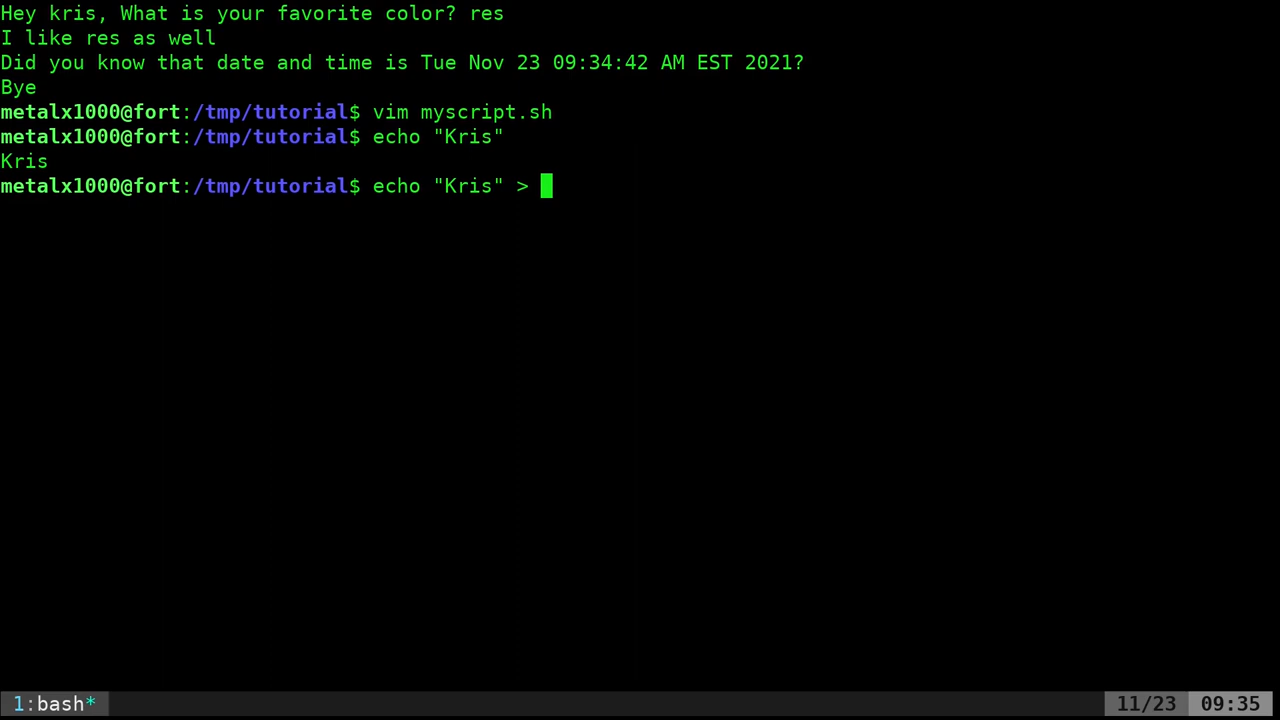 Hey kris, What is your favorite color? res
I like res as well
Did you know that date and time is Tue Nov 23 09:34:42 AM EST 2021?
Bye
metalx1000@fort:/tmp/tutorial$ vim myscript.sh
metalx1000@fort:/tmp/tutorial$ echo "Kris"
Kris
metalx1000@fort:/tmp/tutorial$ echo "Kris" >
1:bash* 11/23 09:35